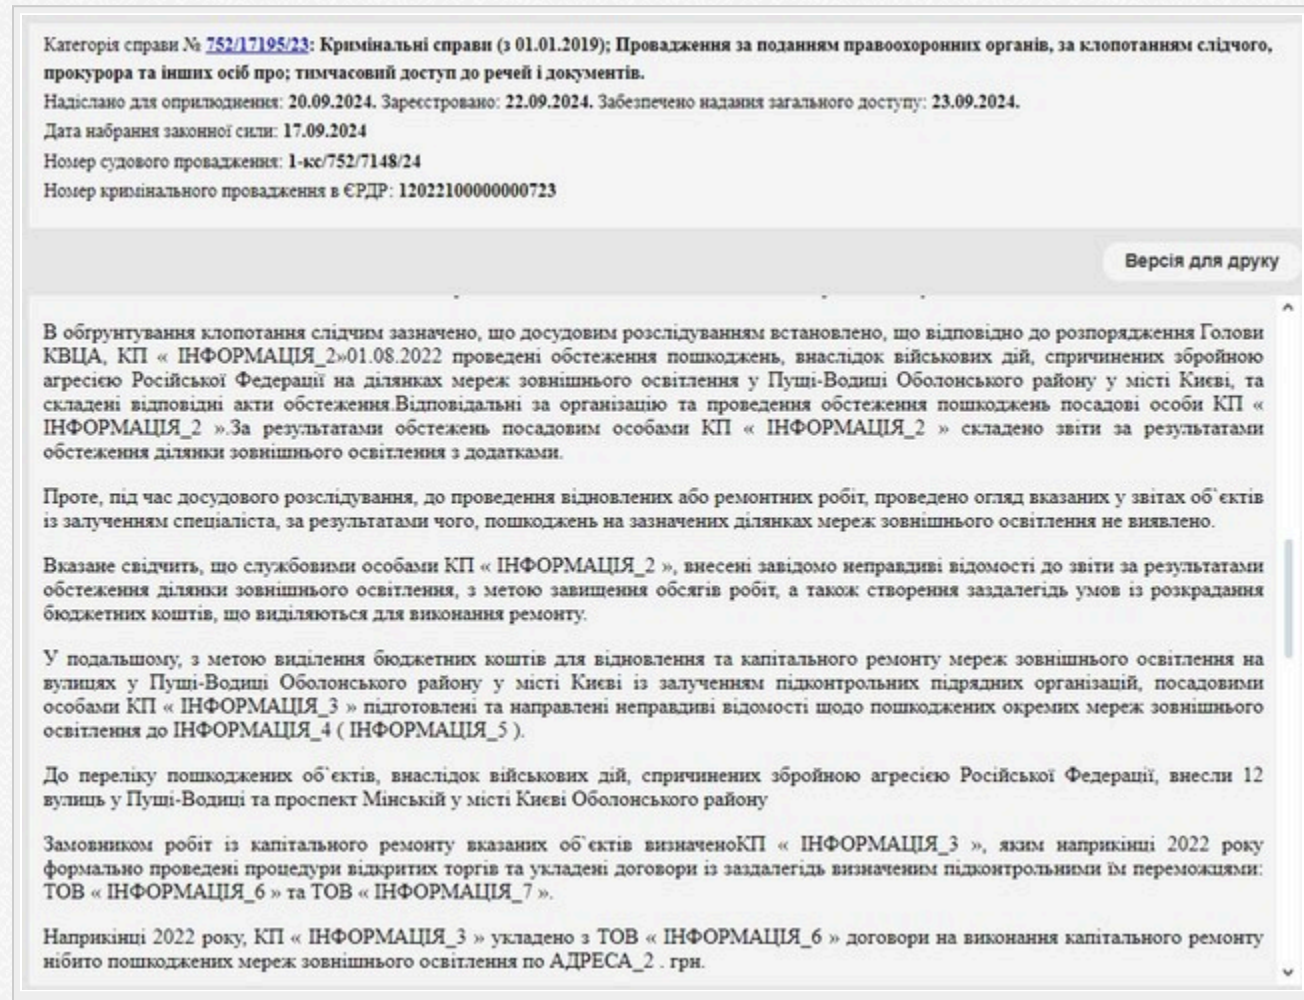 Категорія справи № 752/17195/23: Кримінальні справи (з 01.01.2019); Провадження за поданням правоохоронних органів, за клопотанням слідчого,
прокурора та інших осіб про; тимчасовий доступ до речей і документів.
Надіслано для оприлюднення: 20.09.2024. Зареєстровано: 22.09.2024. Забезпечено надання загального доступу: 23.09.2024.
Дата набрання законної сили: 17.09.2024
Номер судового провадження: 1-кс/752/7148/24
Номер кримінального провадження в ЄРДР: 12022100000000723
Версія для друку
В обґрунтування клопотання слідчим зазначено, що досудовим розслідуванням встановлено, що відповідно до розпорядження Голови
КВЦА, КП « ІНФОРМАЦІЯ_2»01.08.2022 проведені обстеження пошкоджень, внаслідок військових дій, спричинених збройною
агресією Російської Федерації на ділянках мереж зовнішнього освітлення у Пущі-Водиці Оболонського району у місті Києві, та
складені відповідні акти обстеження.Відповідальні за організацію та проведення обстеження пошкоджень посадові особи КП «
ІНФОРМАЦІЯ_2 ».За результатами обстежень посадовим особами КП « ІНФОРМАЦІЯ_2 » складено звіти за результатами
обстеження ділянки зовнішнього освітлення з додатками.
Проте, під час досудового розслідування, до проведення відновлених або ремонтних робіт, проведено огляд вказаних у звітах об`єктів
із залученням спеціаліста, за результатами чого, пошкоджень на зазначених ділянках мереж зовнішнього освітлення не виявлено.
Вказане свідчить, що службовими особами КП « ІНФОРМАЦІЯ_2 », внесені завідомо неправдиві відомості до звіти за результатами
обстеження ділянки зовнішнього освітлення, з метою завищення обсягів робіт, а також створення заздалегідь умов із розкрадання
бюджетних коштів, що виділяються для виконання ремонту.
У подальшому, з метою виділення бюджетних коштів для відновлення та капітального ремонту мереж зовнішнього освітлення на
вулицях у Пущі-Водиці Оболонського району у місті Києві із залученням підконтрольних підрядних організацій, посадовими
особами КП « ІНФОРМАЦІЯ_3 » підготовлені та направлені неправдиві відомості щодо пошкоджених окремих мереж зовнішнього
освітлення до ІНФОРМАЦІЯ_4 ( ІНФОРМАЦІЯ_5 ).
До переліку пошкоджених об`єктів, внаслідок військових дій, спричинених збройною агресією Російської Федерації, внесли 12
вулиць у Пущі-Водиці та проспект Мінській у місті Києві Оболонського району
Замовником робіт із капітального ремонту вказаних об`єктів визначеноКП « ІНФОРМАЦІЯ_3 », яким наприкінці 2022 року
формально проведені процедури відкритих торгів та укладені договори із заздалегідь визначеним підконтрольними їм переможцями:
ТОВ « ІНФОРМАЦІЯ_6 » та ТОВ « ІНФОРМАЦІЯ_7 ».
Наприкінці 2022 року, КП « ІНФОРМАЦІЯ_3 » укладено з ТОВ « ІНФОРМАЦІЯ_6 » договори на виконання капітального ремонту
нібито пошкоджених мереж зовнішнього освітлення по АДРЕСА_2 . грн.